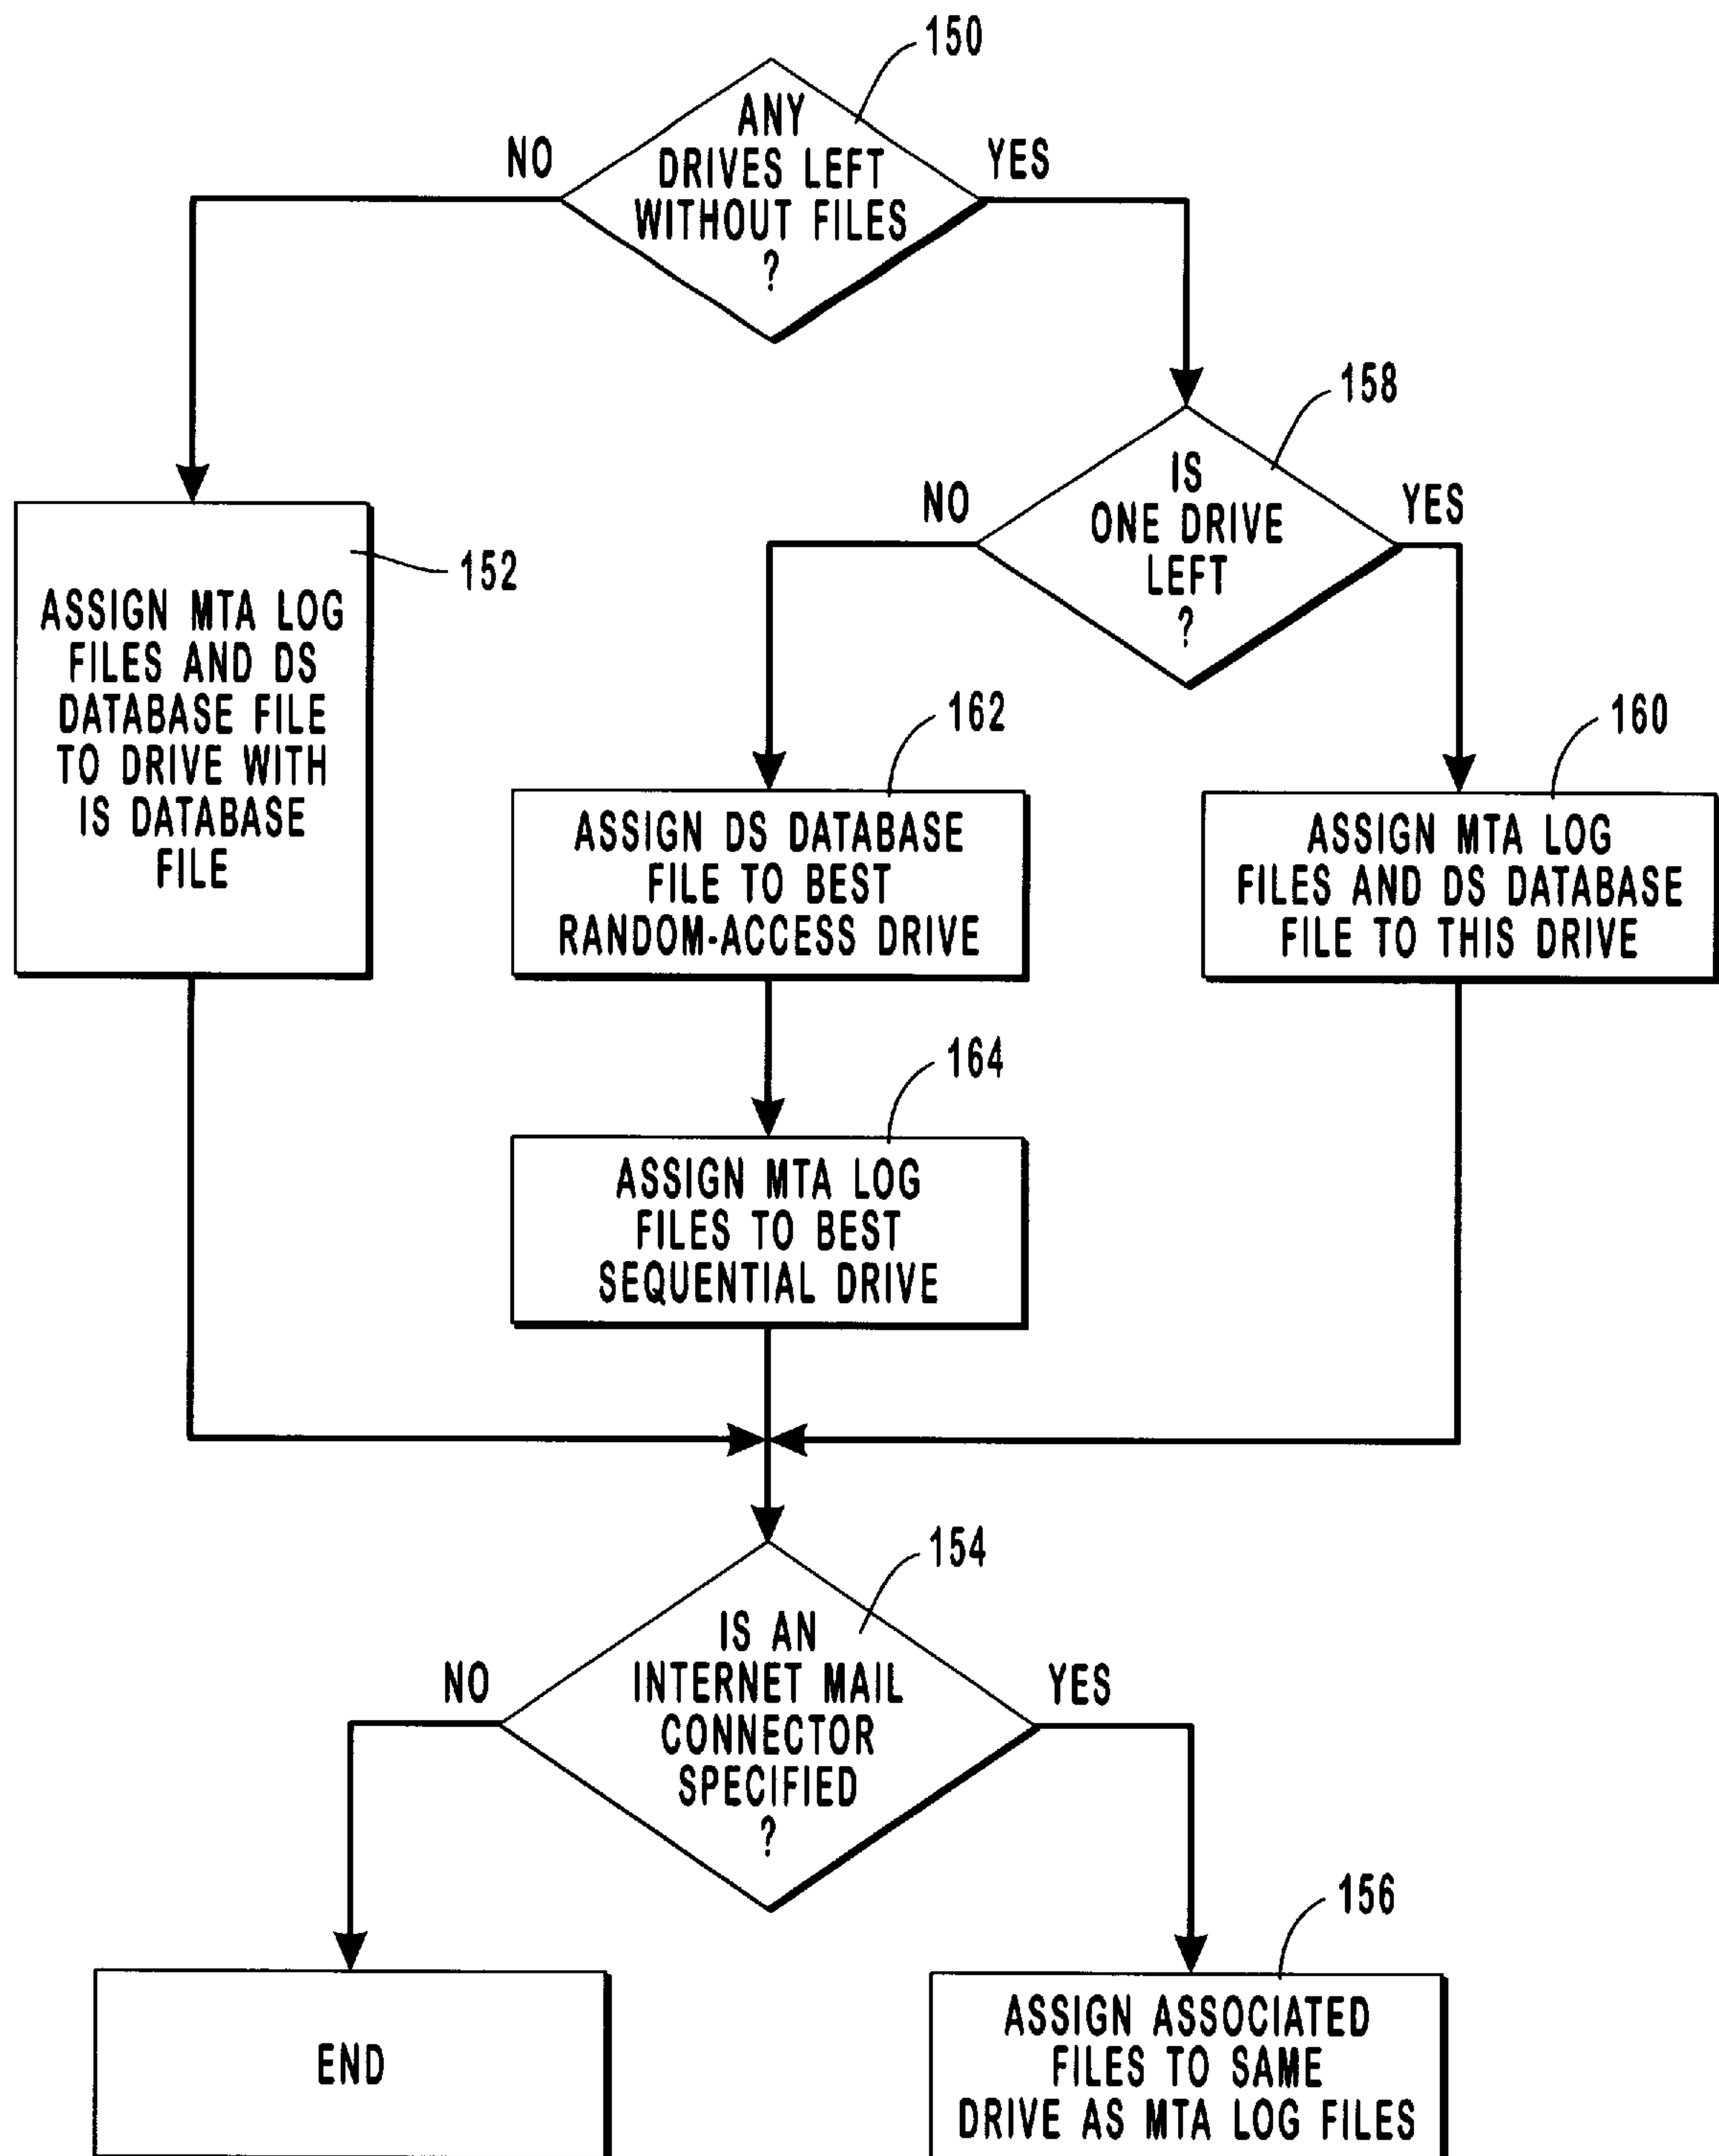 150
ANY
DRIVES LEFT
WITHOUT FILES
?
NO
YES
158
IS
ONE DRIVE
LEFT
?
NO
YES
152
ASSIGN MTA LOG
FILES AND DS
DATABASE FILE
TO DRIVE WITH
IS DATABASE
FILE
162
ASSIGN DS DATABASE
FILE TO BEST
RANDOM-ACCESS DRIVE
160
ASSIGN MTA LOG
FILES AND DS DATABASE
FILE TO THIS DRIVE
164
ASSIGN MTA LOG
FILES TO BEST
SEQUENTIAL DRIVE
154
IS AN
INTERNET MAIL
CONNECTOR
SPECIFIED
?
NO
YES
END
156
ASSIGN ASSOCIATED
FILES TO SAME
DRIVE AS MTA LOG FILES